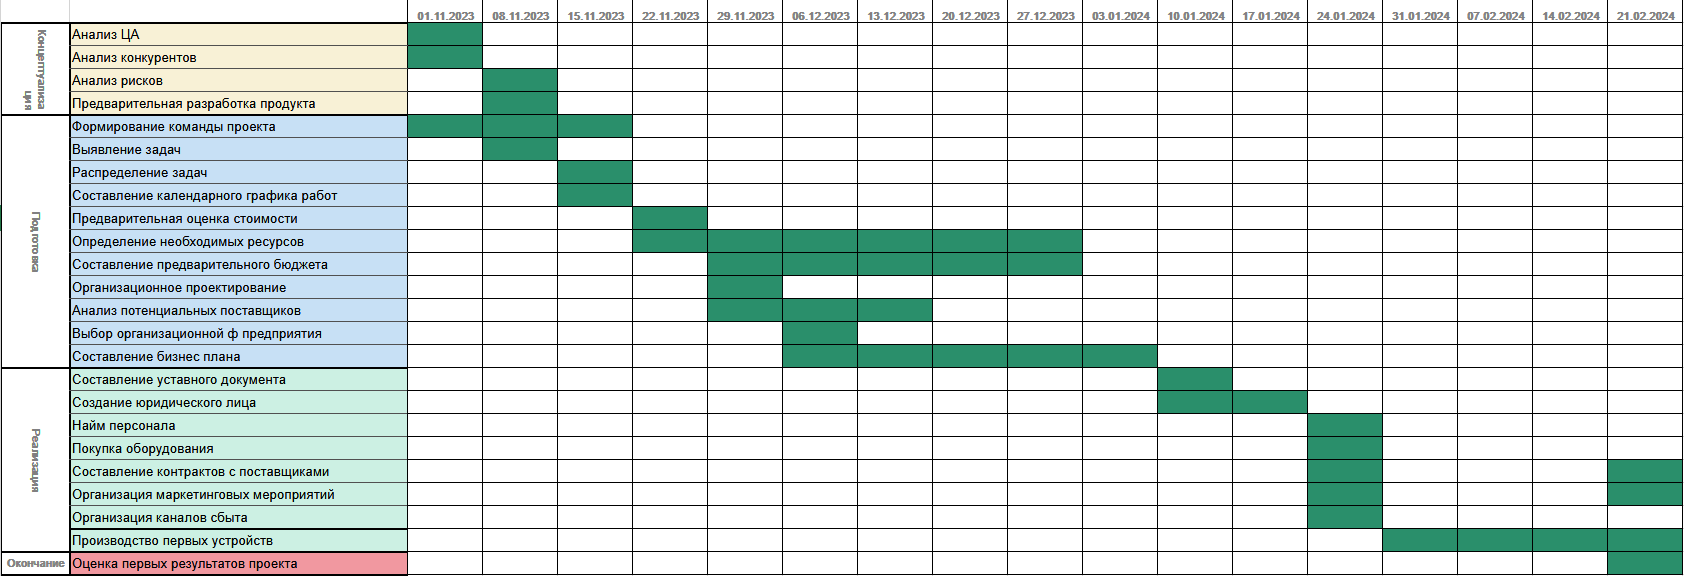 01.11.2023 08.11.2023 15.11.2023 22.11.2023 29.11.2023 06.12.2023 13.12.2023 20.12.2023 27.12.2023 03.01.2024 10.01.2024 17.01.2024 24.01.2024 31.01.2024 07.02.2024 14.02.2024 21.02.2024
Концептуализа
ция
Анализ ЦА
Анализ конкурентов
Анализ рисков
Предварительная разработка продукта
Подготовка
Формирование команды проекта
Выявление задач
Распределение задач
Составление календарного графика работ
Предварительная оценка стоимости
Определение необходимых ресурсов
Составление предварительного бюджета
Организационное проектирование
Анализ потенциальных поставщиков
Выбор организационной ф предприятия
Составление бизнес плана
Реализация
Составление уставного документа
Создание юридического лица
Найм персонала
Покупка оборудования
Составление контрактов с поставщиками
Организация маркетинговых мероприятий
Организация каналов сбыта
Производство первых устройств
Окончание
Оценка первых результатов проекта